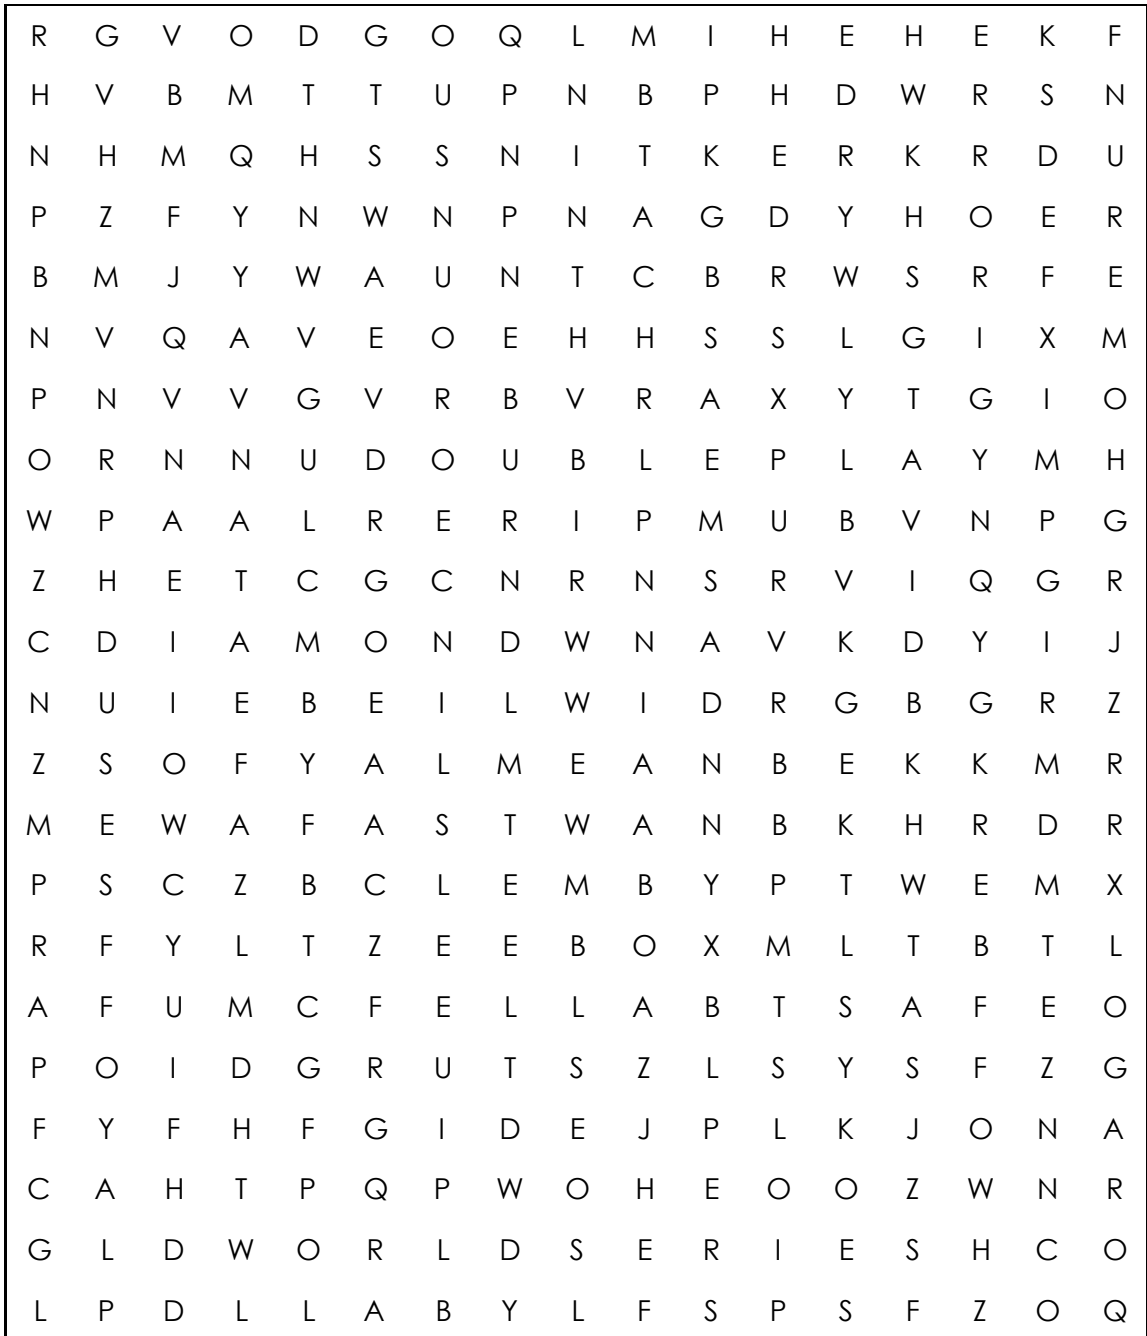 R G V O D G O Q L M I H E H E K F
H V B M T T U P N B P H D W R S N
N H M Q H S S N I T K E R K R D U
P Z F Y N W N P N A G D Y H O E R
B M J Y W A U N T C B R W S R F E
N V Q A V E O E H H S S L G I X M
P N V V G V R B V R A X Y T G I O
O R N N U D O U B L E P L A Y M H
W P A A L R E R I P M U B V N P G
Z H E T C G C N R N S R V I Q G R
C D I A M O N D W N A V K D Y I J
N U I E B E I L W I D R G B G R Z
Z S O F Y A L M E A N B E K K M R
M E W A F A S T W A N B K H R D R
P S C Z B C L E M B Y P T W E M X
R F Y L T Z E E B O X M L T B T L
A F U M C F E L L A B T S A F E O
P O I D G R U T S Z L S Y S F Z G
F Y F H F G I D E J P L K J O N A
C A H T P Q P W O H E O O Z W N R
G L D W O R L D S E R I E S H C O
L P D L L A B Y L F S P S F Z O Q